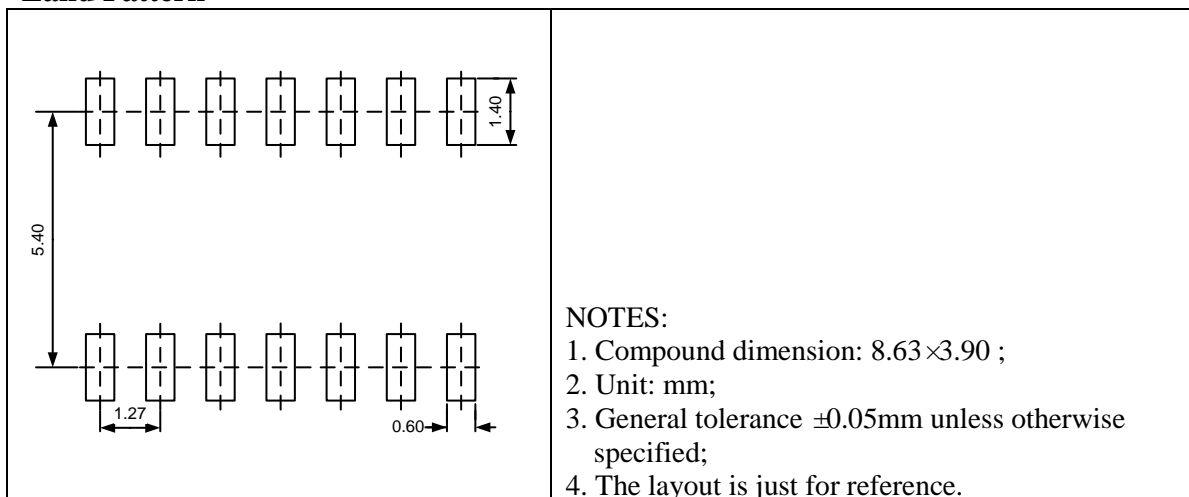 Land Pattern
1.40
5.40
1.27
0.60
NOTES:
1. Compound dimension: 8.63×3.90 ;
2. Unit: mm;
3. General tolerance ±0.05mm unless otherwise
specified;
4. The layout is just for reference.